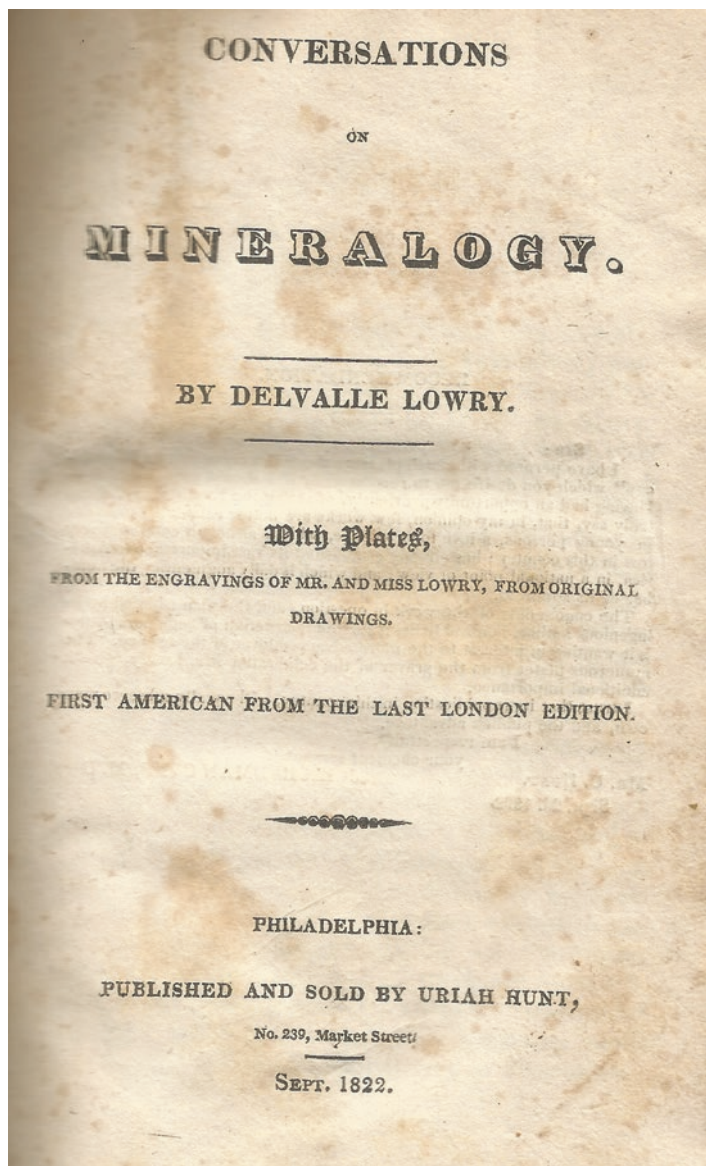 CONVERSATIONS
ON
MINERALOGY.
BY DELVALLE LOWRY.
With Plates,
FROM THE ENGRAVINGS OF MR. AND MISS LOWRY, FROM ORIGINAL
DRAWINGS.
FIRST AMERICAN FROM THE LAST LONDON EDITION.
PHILADELPHIA:
PUBLISHED AND SOLD BY URIAH HUNT,
No. 239, Market Street.
SEPT. 1822.